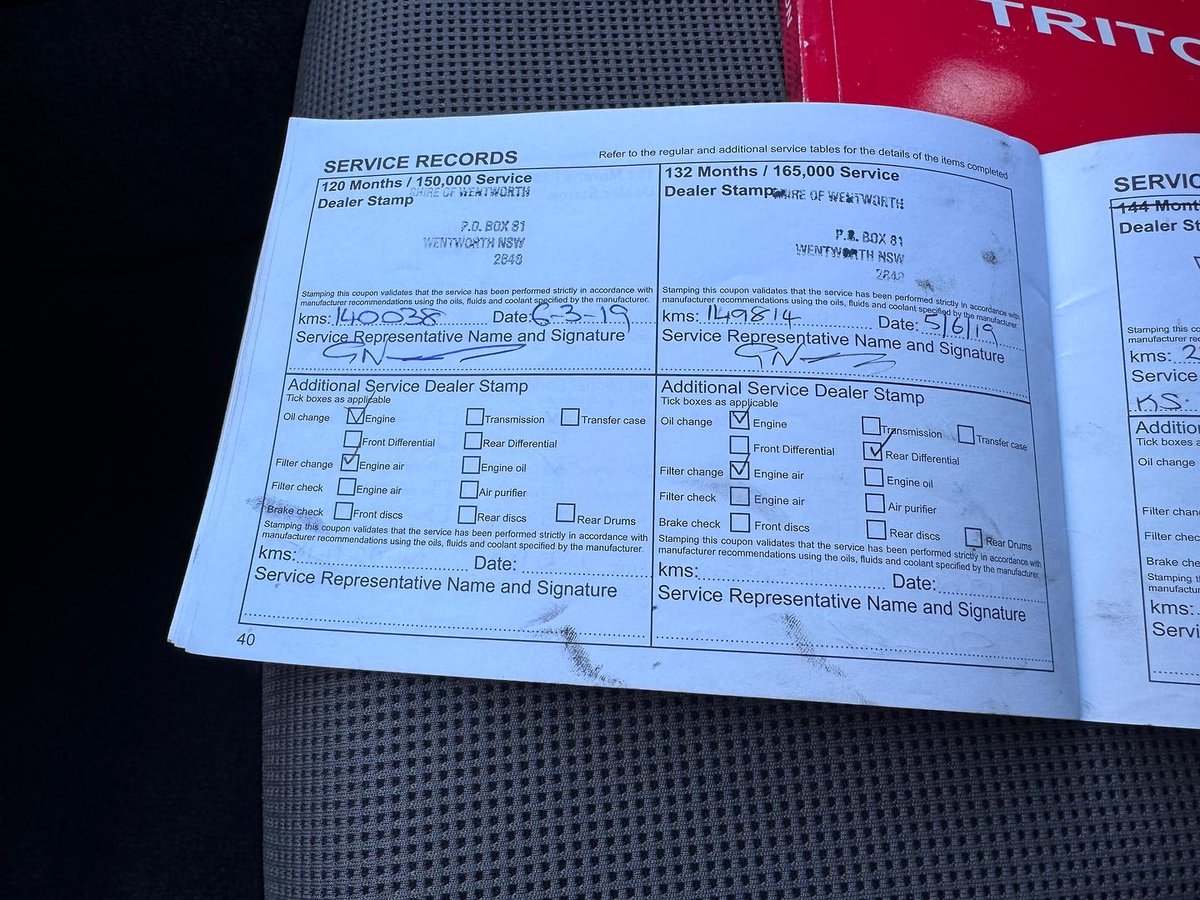 TRITO
SERVICE RECORDS
Refer to the regular and additional service tables for the details of the items completed
120 Months / 150,000 Service
Dealer Stamp
SHIRE OF WENTWORTH
P.O. BOX 81
WENTWORTH NSW
2648
Stamping this coupon validates that the service has been performed strictly in accordance with
manufacturer recommendations using the oils, fluids and coolant specified by the manufacturer.
kms: 140038 Date: 6-3-19
Service Representative Name and Signature
Additional Service Dealer Stamp
Tick boxes as applicable
Oil change Engine Transmission Transfer case
Front Differential Rear Differential
Filter change Engine air Engine oil
Filter check Engine air Air purifier
Brake check Front discs Rear discs Rear Drums
Stamping this coupon validates that the service has been performed strictly in accordance with
manufacturer recommendations using the oils, fluids and coolant specified by the manufacturer.
kms: Date:
Service Representative Name and Signature
40
132 Months / 165,000 Service
Dealer Stamp
SHIRE OF WENTWORTH
P.O. BOX 81
WENTWORTH NSW
2648
Stamping this coupon validates that the service has been performed strictly in accordance with
manufacturer recommendations using the oils, fluids and coolant specified by the manufacturer.
kms: 149814 Date: 5/6/19
Service Representative Name and Signature
Additional Service Dealer Stamp
Tick boxes as applicable
Oil change Engine Transmission Transfer case
Front Differential Rear Differential
Filter change Engine air Engine oil
Filter check Engine air Air purifier
Brake check Front discs Rear discs Rear Drums
Stamping this coupon validates that the service has been performed strictly in accordance with
manufacturer recommendations using the oils, fluids and coolant specified by the manufacturer.
kms: Date:
Service Representative Name and Signature
SERVIC
144 Mont
Dealer St
Stamping this co
manufacturer re
kms: 2
Service
KS
Additio
Tick boxes a
Oil change
Filter chan
Filter chec
Brake che
Stamping t
manufactur
kms:
Servi